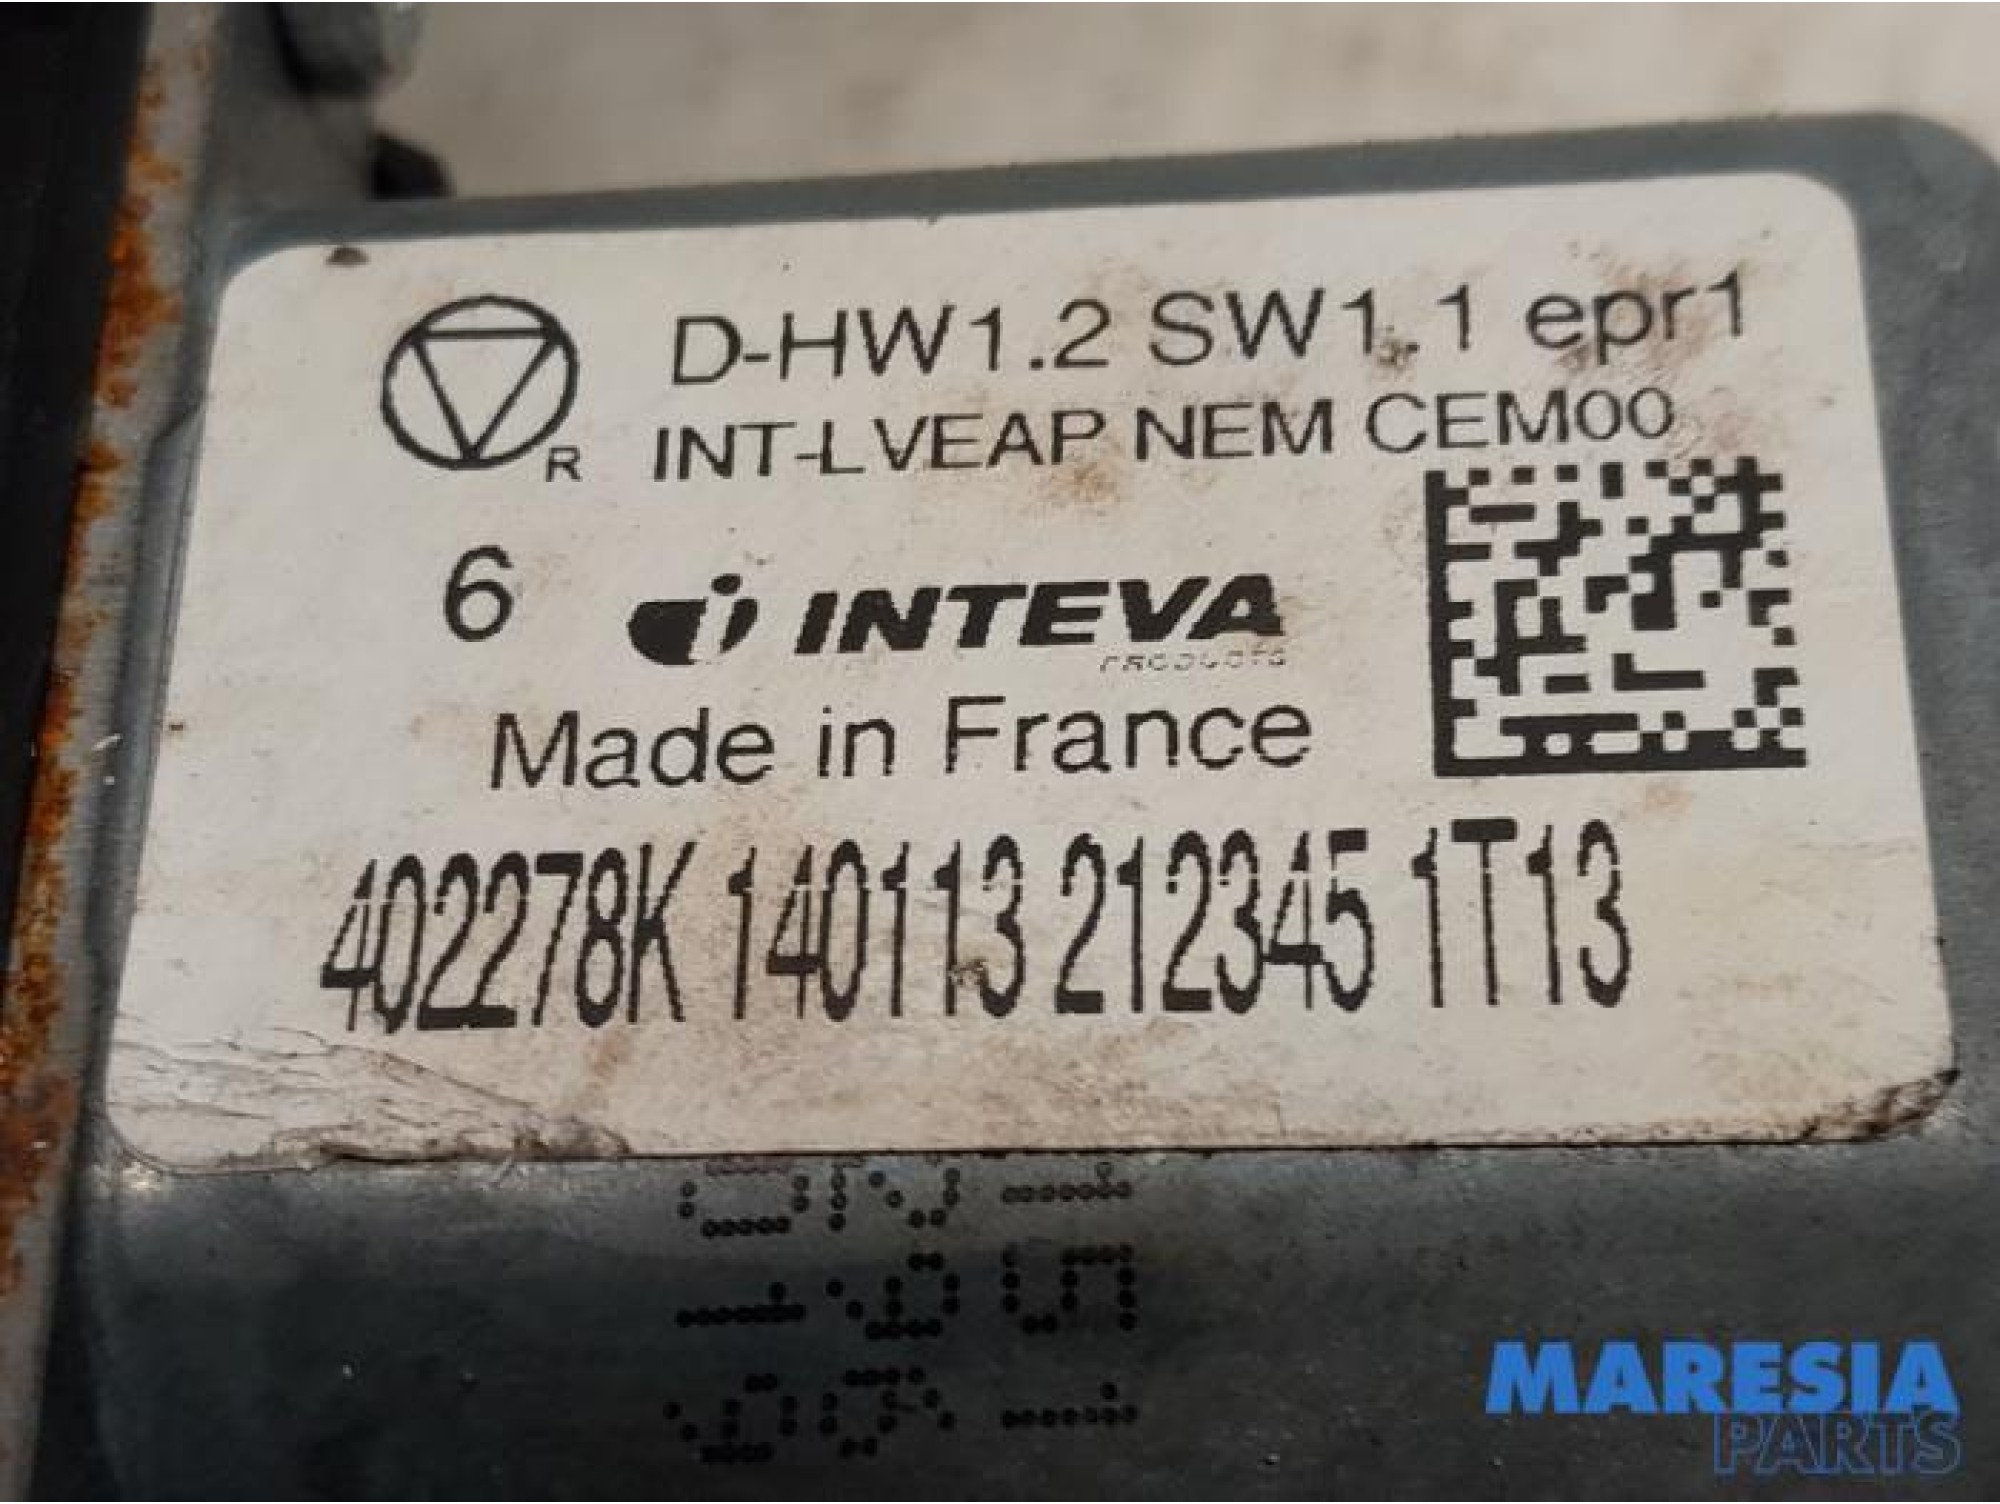 D-HW1.2 SW1.1 epr1
R INT-LVEAP NEM CEM00
6 INTEVA
PRODUCTS
Made in France
402278K 140113 212345 1T13
MARESIA
PARTS